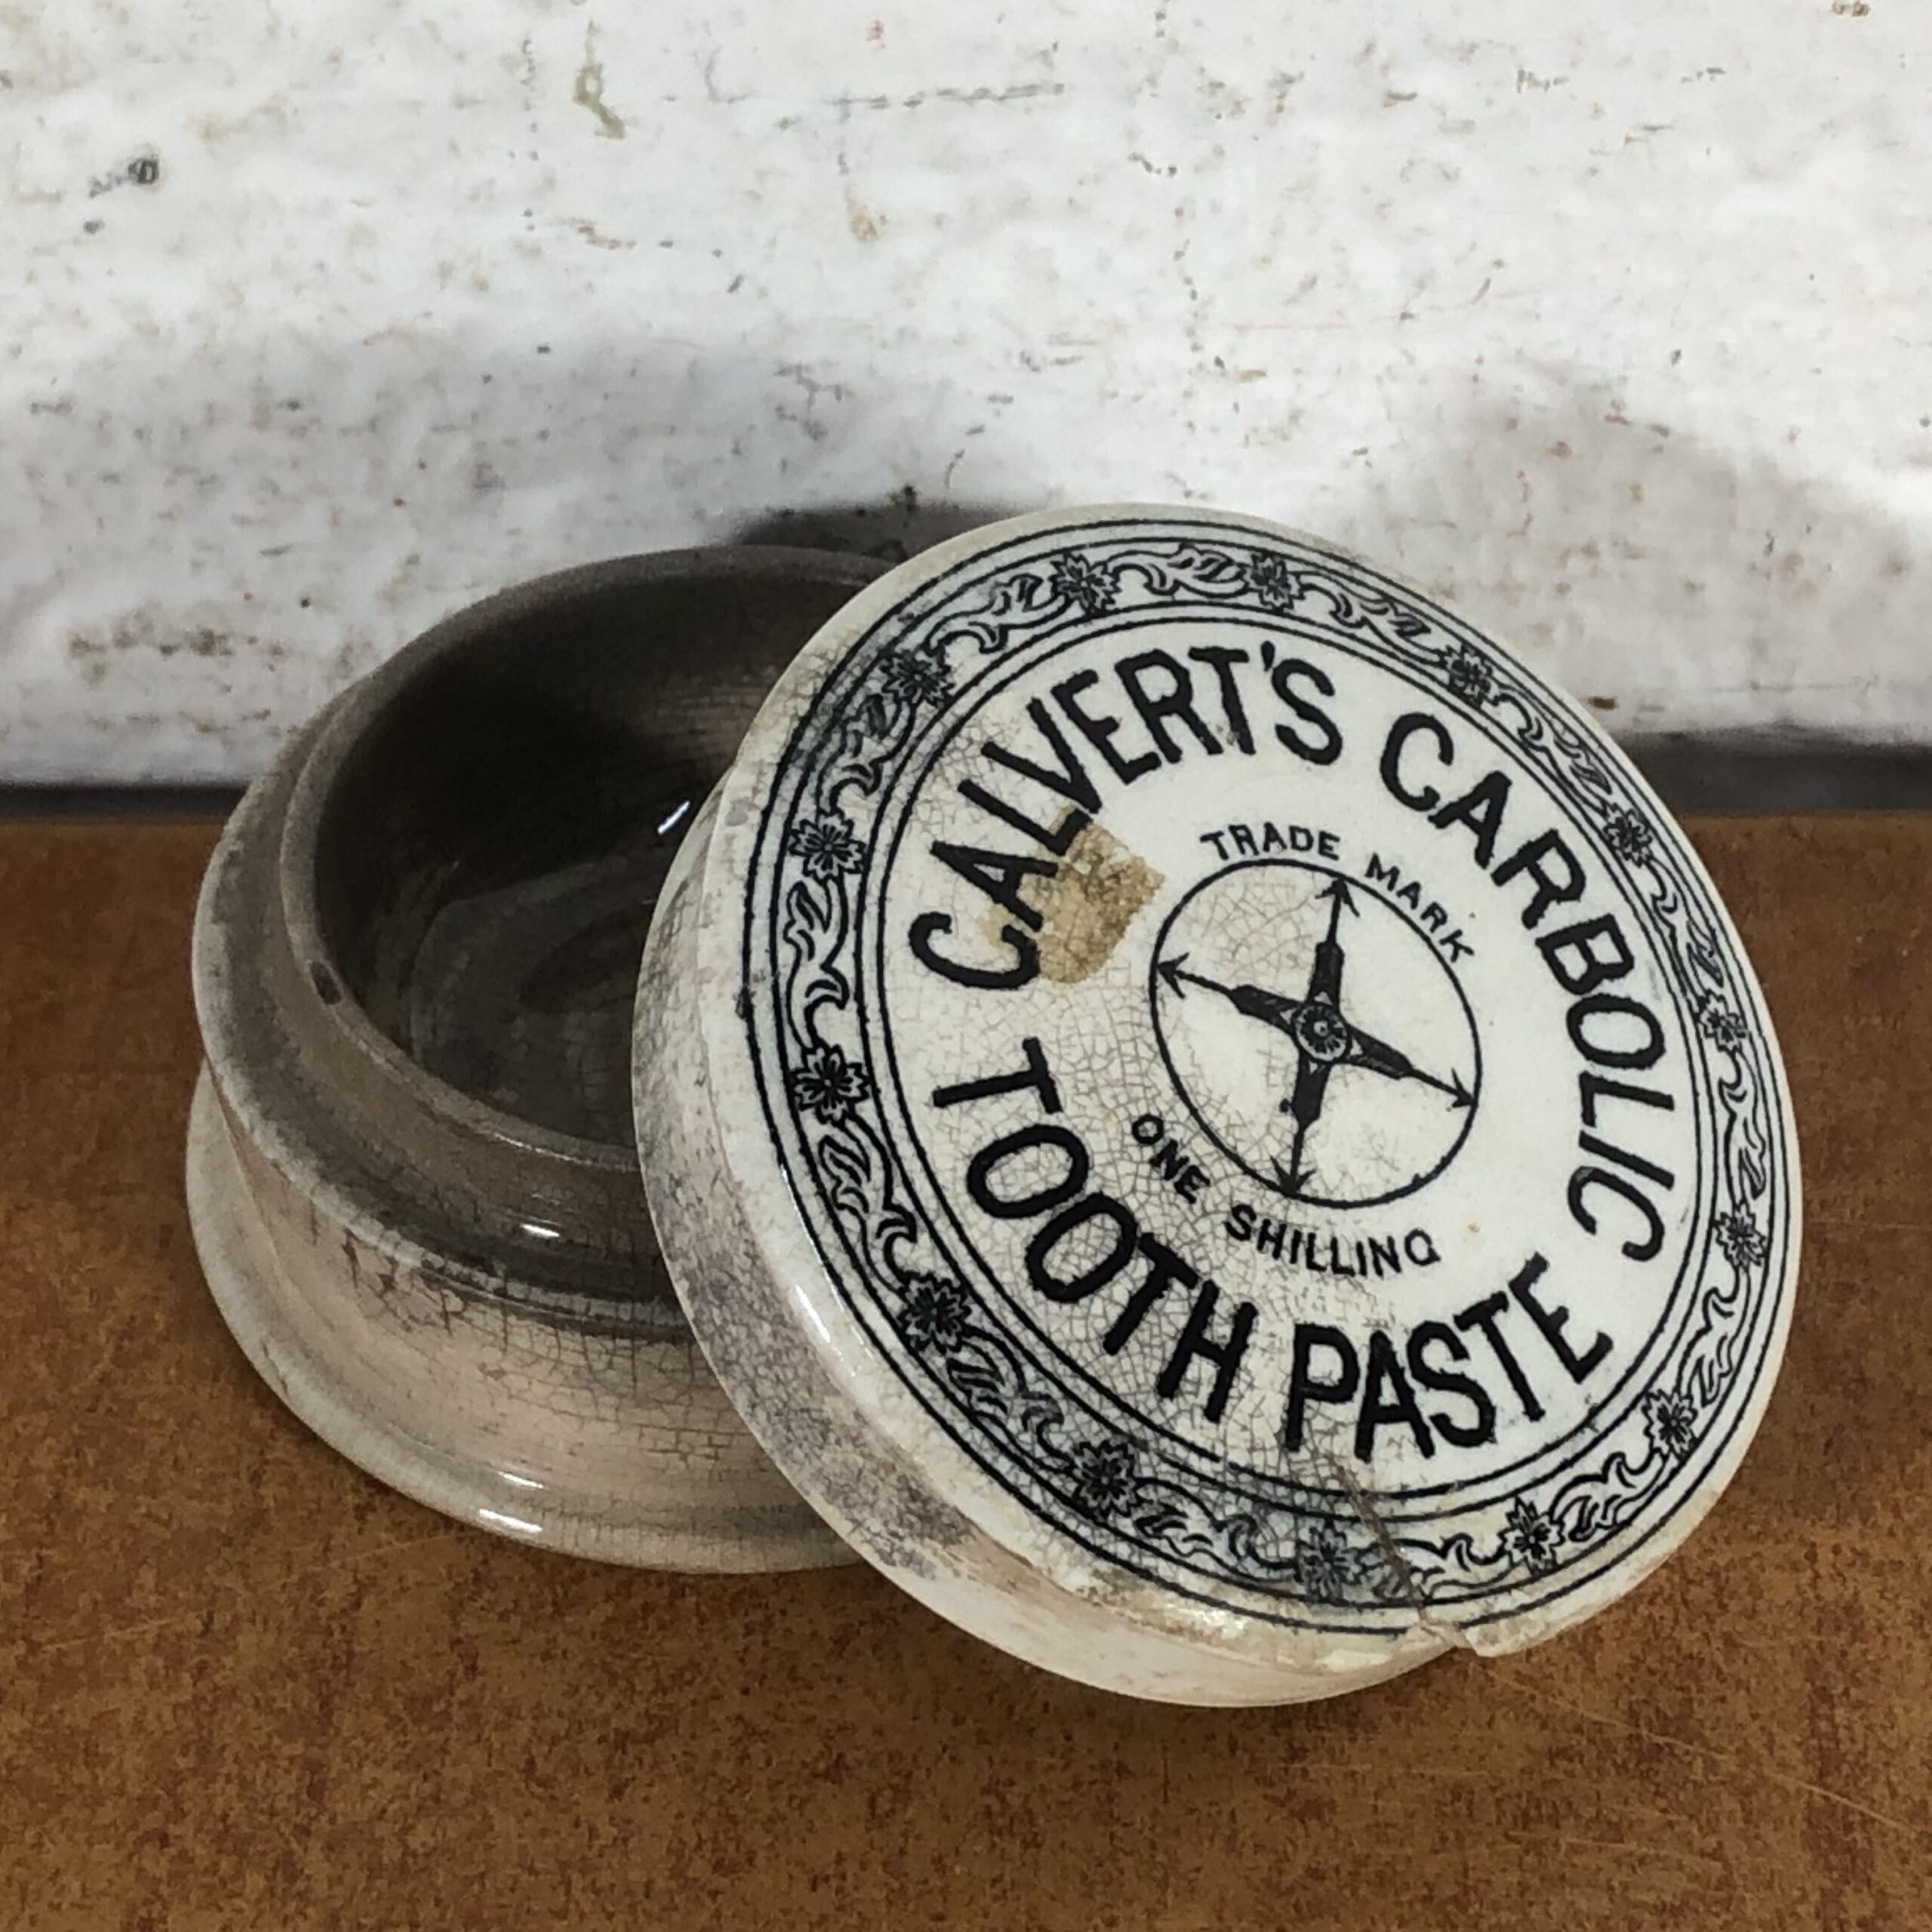 CALVERT'S CARBOLIC
TRADE MARK
ONE SHILLING
TOOTH PASTE